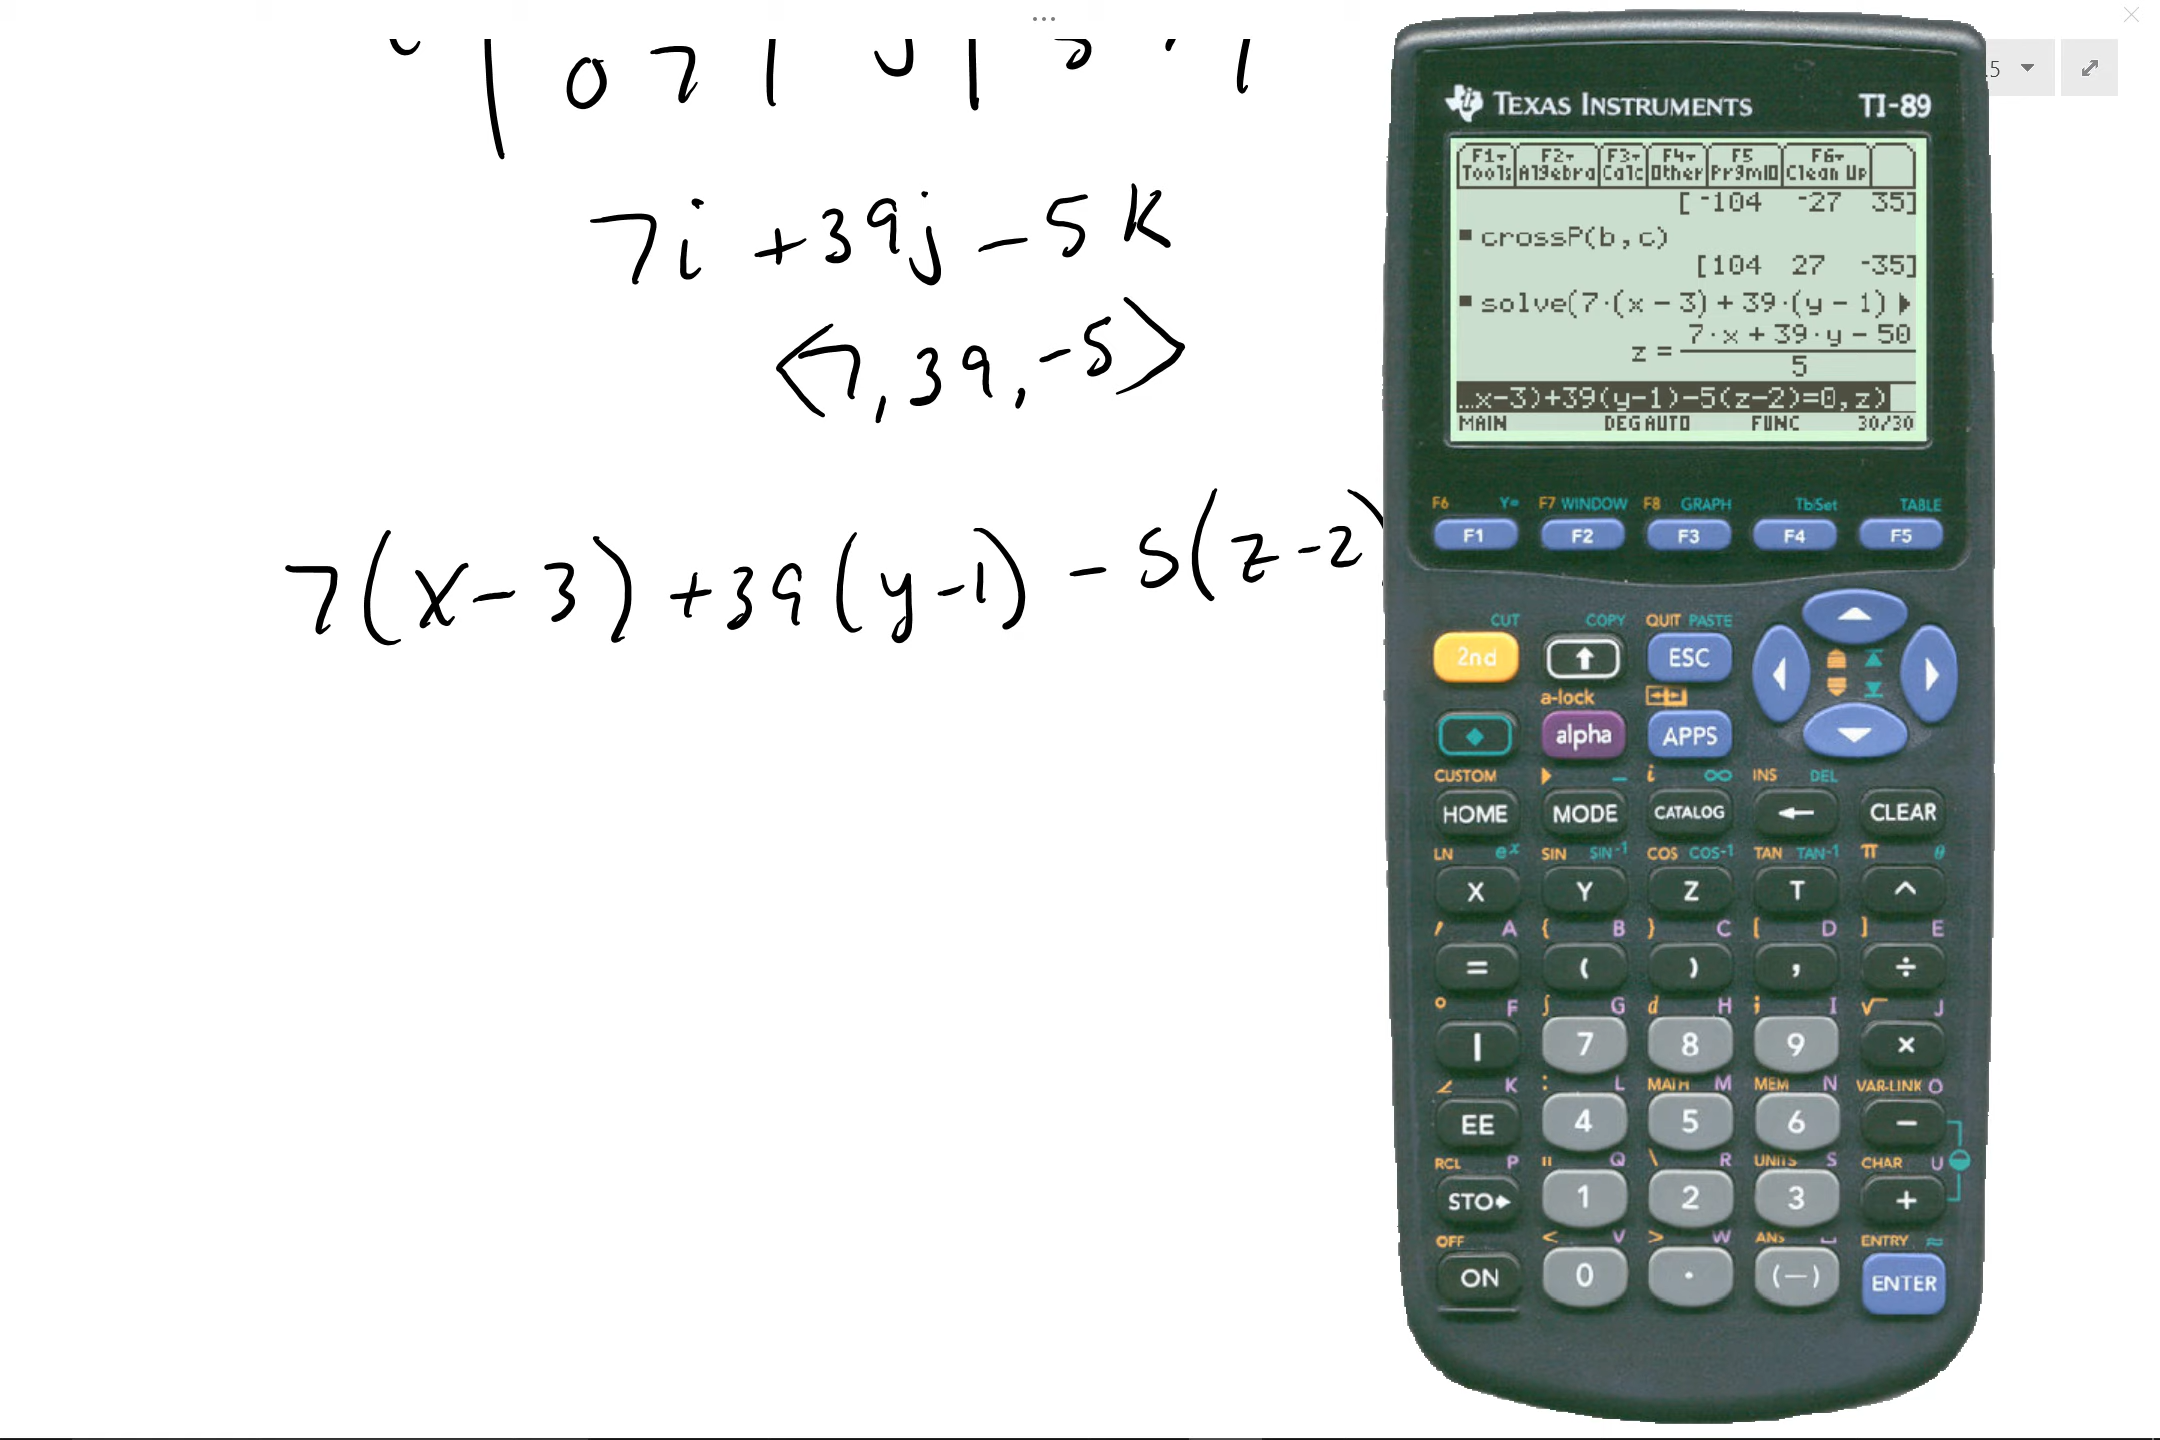 7i +39j - 5k
<7, 39, -5>
7(x-3) +39(y-1) - 5(z-2)
.5
TEXAS INSTRUMENTS TI-89
F1 Tools F2 Algebra F3 Calc F4 Other F5 PrgmIO F6 Clean Up
[-104 -27 35]
crossP(b,c)
[104 27 -35]
solve(7·(x - 3) + 39·(y - 1)
z = (7·x + 39·y - 50)/5
…x-3)+39(y-1)-5(z-2)=0,z)
MAIN DEG AUTO FUNC 30/30
F6 Y= F7 WINDOW F8 GRAPH TblSet TABLE
F1 F2 F3 F4 F5
CUT COPY QUIT PASTE
2nd ↑ ESC
a-lock
alpha APPS
CUSTOM ▶ _ i ∞ INS DEL
HOME MODE CATALOG ← CLEAR
LN eˣ SIN SIN⁻¹ COS COS⁻¹ TAN TAN⁻¹ π θ
X Y Z T ^
′ A { B } C [ D ] E
= ( ) , ÷
° F ∫ G d H ; I √ J
| 7 8 9 ×
∠ K : L MATH M MEM N VAR-LINK O
EE 4 5 6 −
RCL P " Q \ R UNITS S CHAR U
STO▶ 1 2 3 +
OFF < V > W ANS ⎵ ENTRY ≈
ON 0 . (−) ENTER